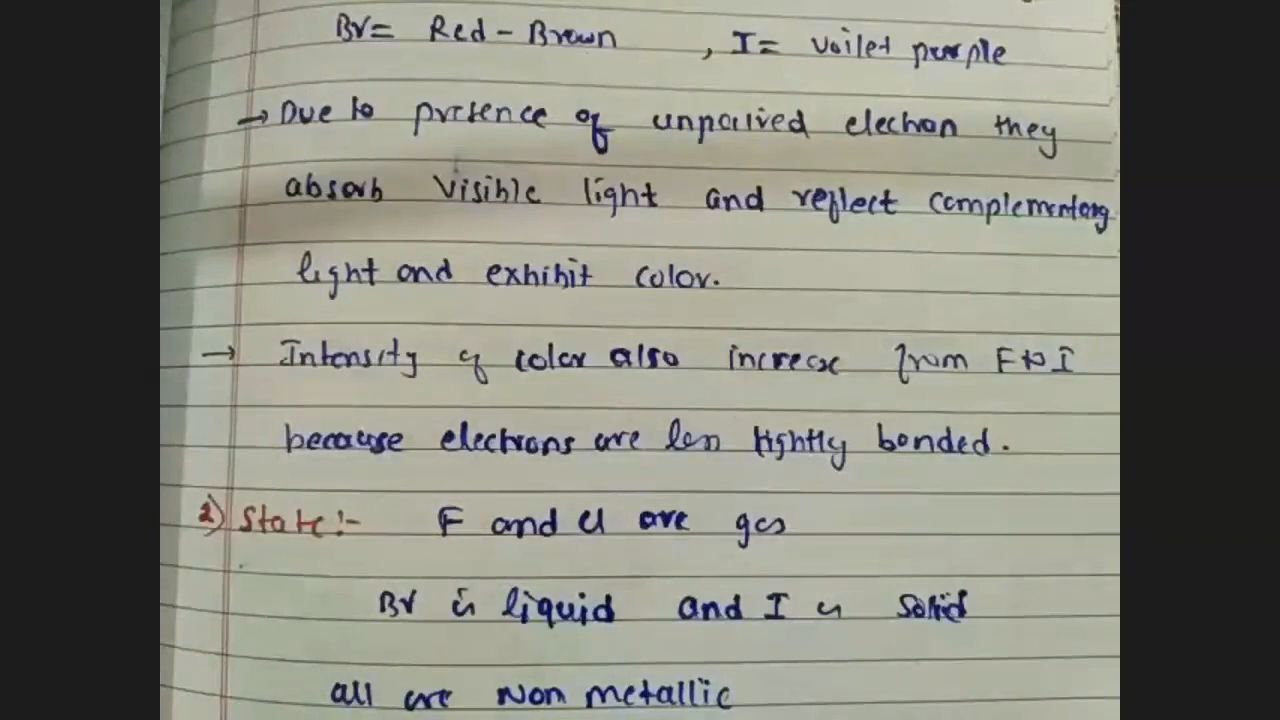 Br = Red - Brown , I = voilet purple
→ Due to presence of unpaired electron they
absorb visible light and reflect complementary
light and exhibit color.
→ Intensity of color also increase from F to I
because electrons are less tightly bonded.
2) State :- F and Cl are gas
Br is liquid and I is solid
all are Non metallic